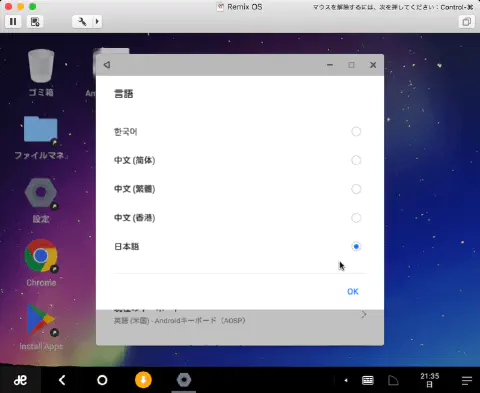 Remix OS
マウスを解除するには、次を押してください：Control-⌘
ゴミ箱
ファイルマネ..
設定
Chrome
Install Apps
言語
한국어
中文 (简体)
中文 (繁體)
中文 (香港)
日本語
OK
英語 (米国) - Androidキーボード（AOSP）
21:35
日